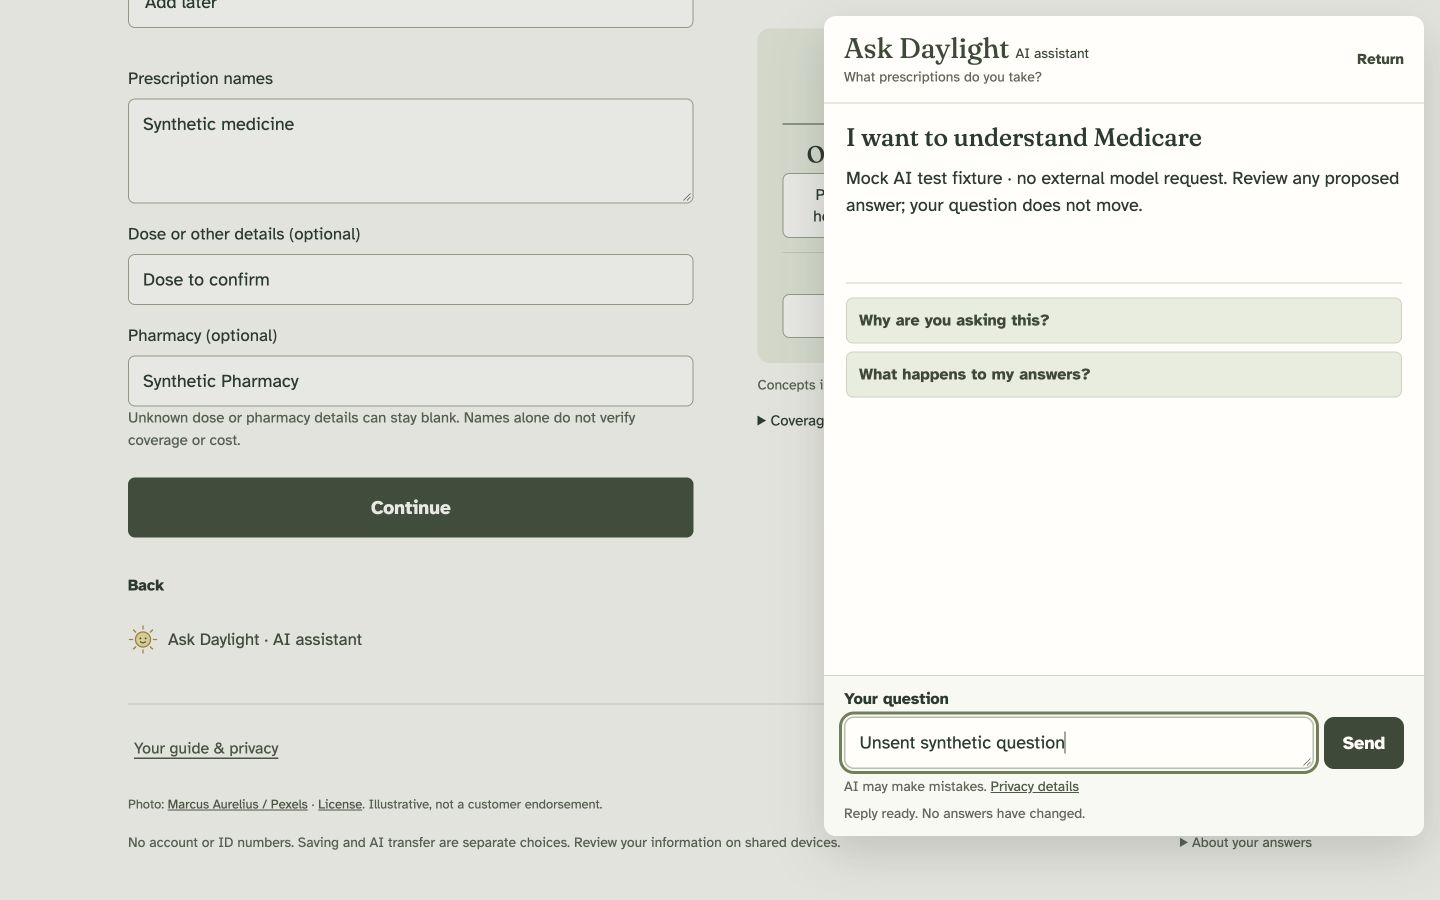 Add later
Prescription names
Synthetic medicine
Dose or other details (optional)
Dose to confirm
Pharmacy (optional)
Synthetic Pharmacy
Unknown dose or pharmacy details can stay blank. Names alone do not verify
coverage or cost.
Continue
Back
Ask Daylight · AI assistant
Your guide & privacy
Photo: Marcus Aurelius / Pexels · License. Illustrative, not a customer endorsement.
No account or ID numbers. Saving and AI transfer are separate choices. Review your information on shared devices.
About your answers
Concepts
Ask Daylight AI assistant
What prescriptions do you take?
Return
I want to understand Medicare
Mock AI test fixture · no external model request. Review any proposed
answer; your question does not move.
Why are you asking this?
What happens to my answers?
Your question
Unsent synthetic question
Send
AI may make mistakes. Privacy details
Reply ready. No answers have changed.